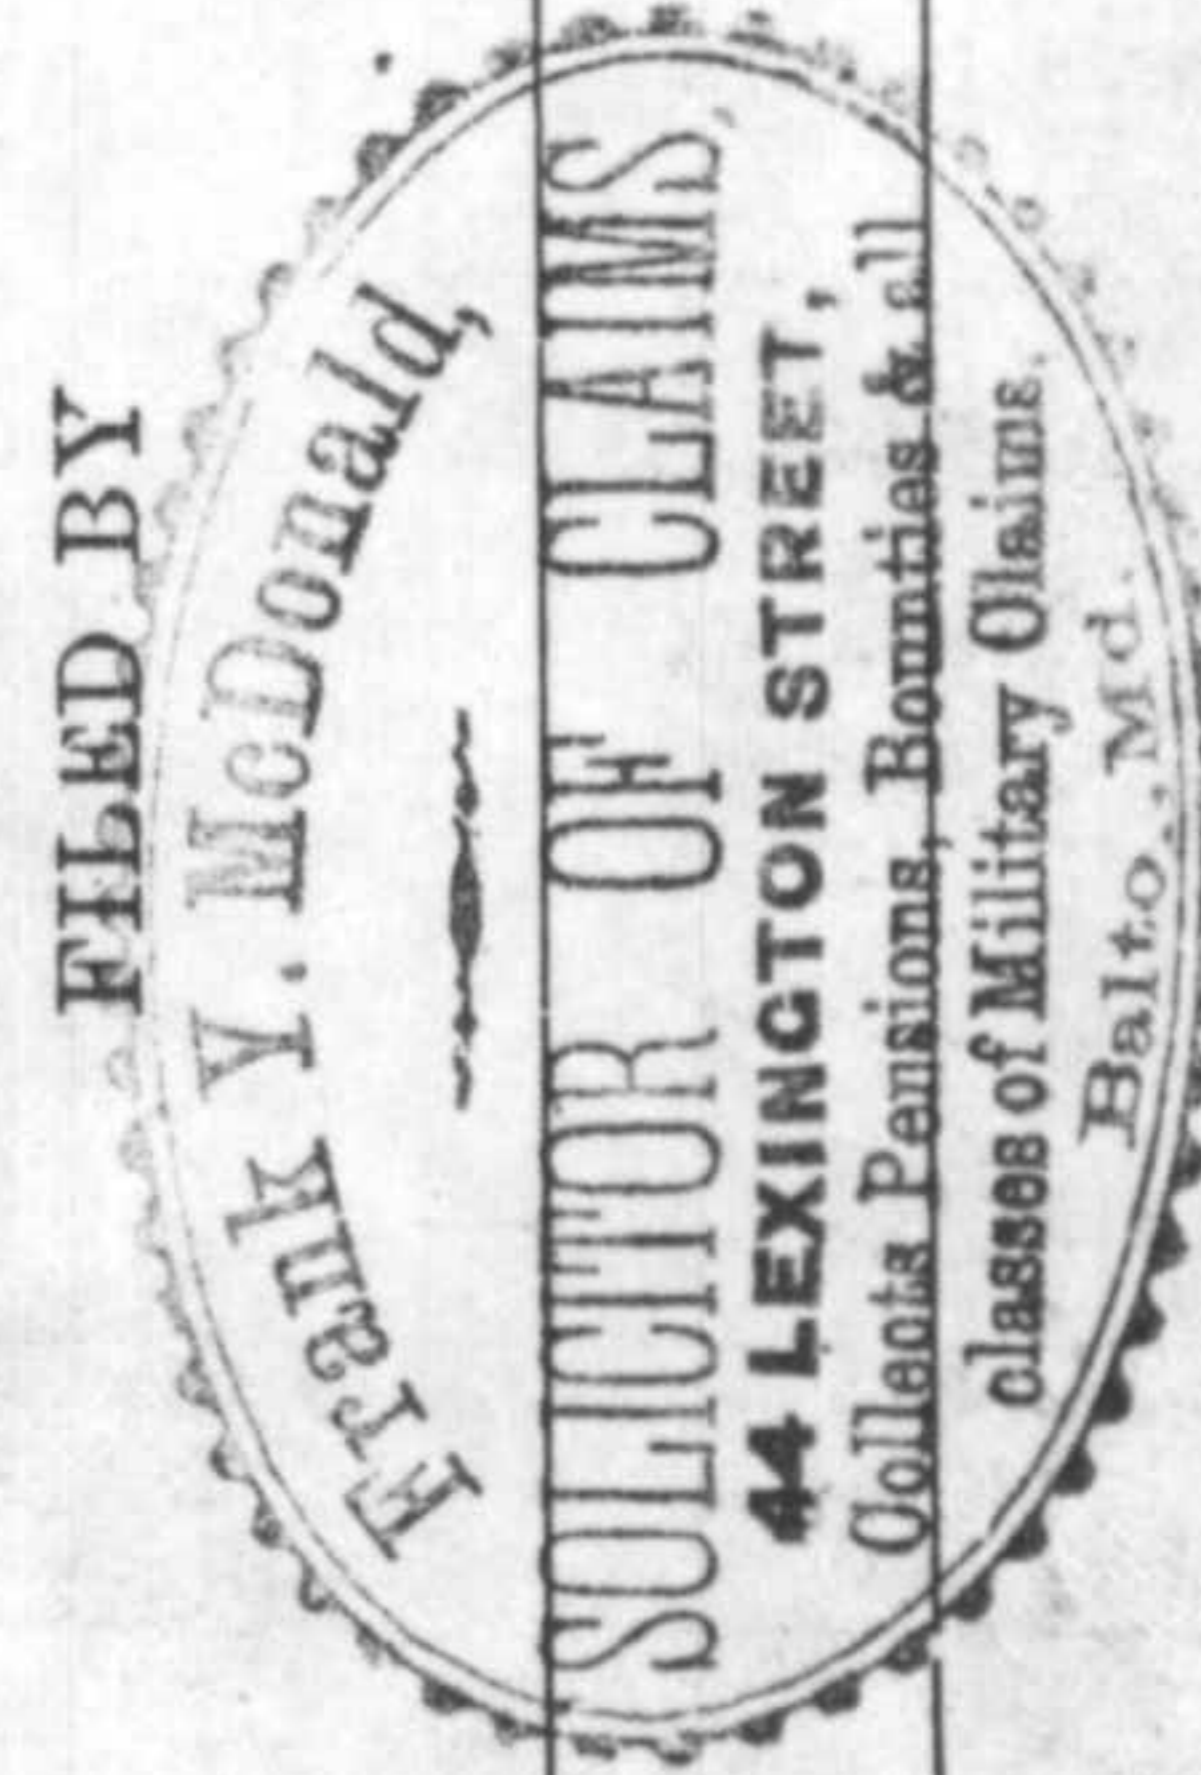 FILED BY
Frank Y. McDonald,
SOLICITOR OF CLAIMS,
44 LEXINGTON STREET,
Collects Pensions, Bounties & all
classes of Military Claims.
Balto., Md.